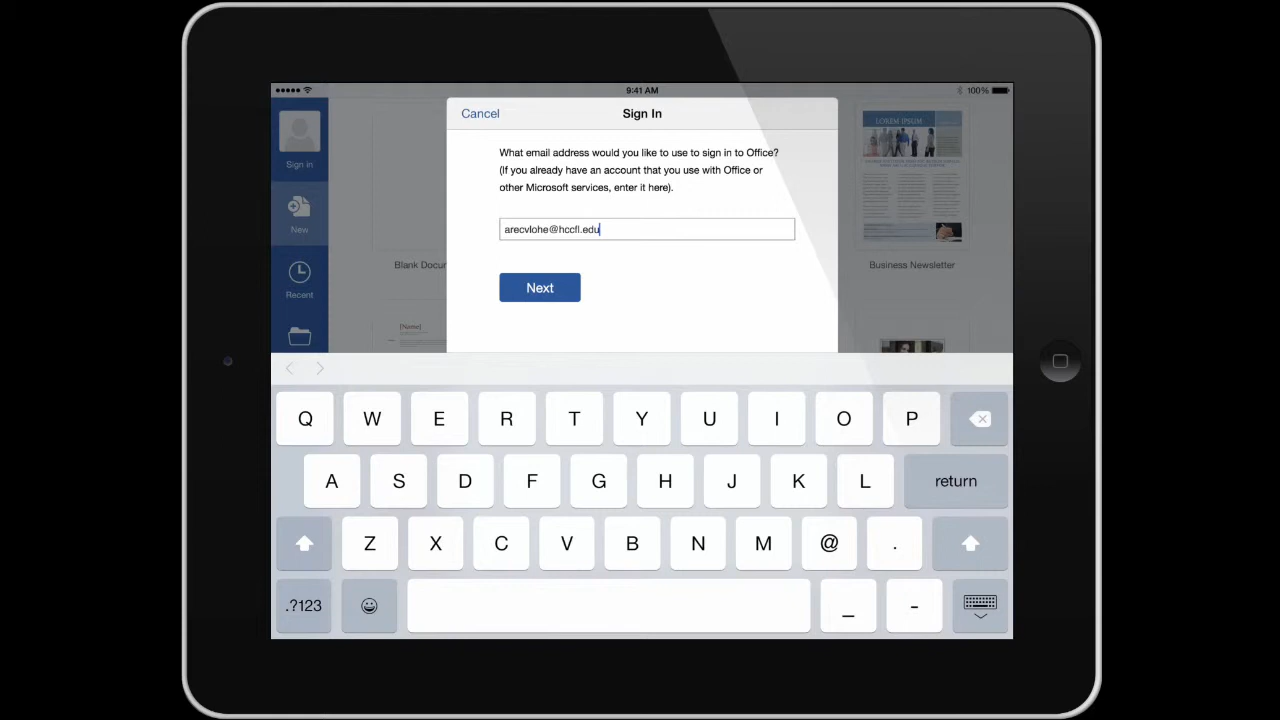 9:41 AM
100%
Cancel
Sign In
Sign in
New
Recent
What email address would you like to use to sign in to Office?
(If you already have an account that you use with Office or
other Microsoft services, enter it here).
arecvlohe@hccfl.edu
Next
Blank Docu
[Name]
LOREM IPSUM
Business Newsletter
Q W E R T Y U I O P
A S D F G H J K L return
Z X C V B N M @ .
.?123 _ -